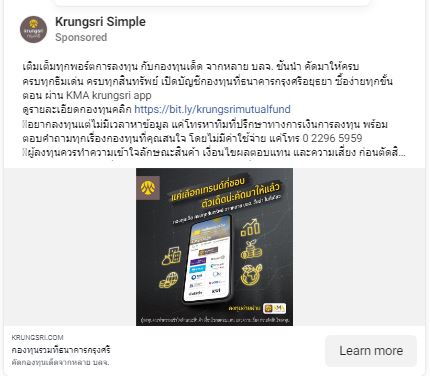 Krungsri Simple
Sponsored
เติมเต็มทุกพอร์ตการลงทุน กับกองทุนเด็ด จากหลาย บลจ. ชั้นนำ คัดมาให้ครบ
ครบทุกธีมเด่น ครบทุกสินทรัพย์ เปิดบัญชีกองทุนที่ธนาคารกรุงศรีอยุธยา ซื้อง่ายทุกขั้น
ตอน ผ่าน KMA krungsri app
ดูรายละเอียดกองทุนคลิก https://bit.ly/krungsrimutualfund
อยากลงทุนแต่ไม่มีเวลาหาข้อมูล แค่โทรหาทีมที่ปรึกษาทางการเงินการลงทุน พร้อม
ตอบคำถามทุกเรื่องกองทุนที่คุณสนใจ โดยไม่มีค่าใช้จ่าย แค่โทร 0 2296 5959
ผู้ลงทุนควรทำความเข้าใจลักษณะสินค้า เงื่อนไขผลตอบแทน และความเสี่ยง ก่อนตัดสิ...
แค่เลือกเทรนด์ที่ชอบ
ตัวเด็ดน่ะคัดมาให้แล้ว
ลงทุนง่ายผ่าน
KMA
KRUNGSRI.COM
กองทุนรวมที่ธนาคารกรุงศรี
คัดกองทุนเด็ดจากหลาย บลจ.
Learn more